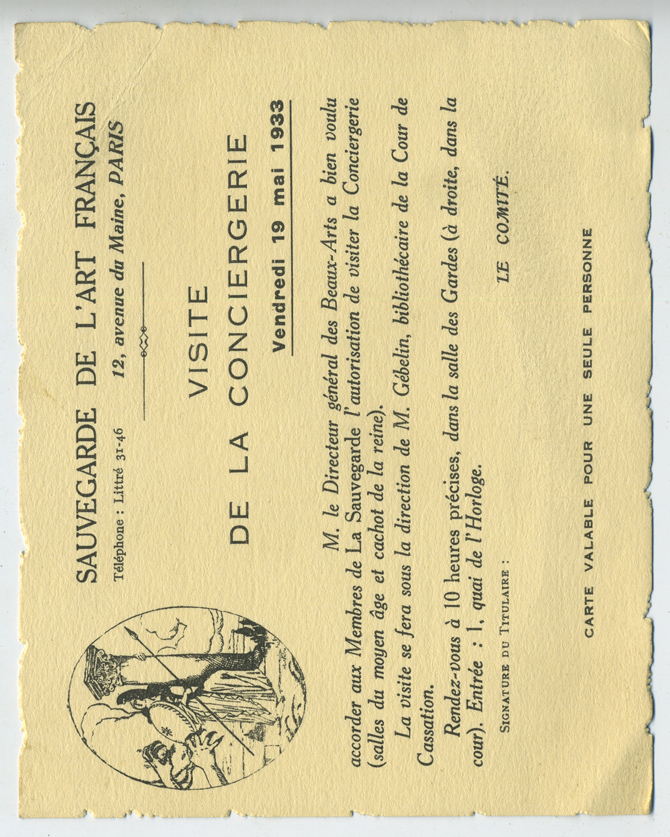 SAUVEGARDE DE L'ART FRANÇAIS
Téléphone : Littré 31-46
12, avenue du Maine, PARIS
VISITE
DE LA CONCIERGERIE
Vendredi 19 mai 1933
M. le Directeur général des Beaux-Arts a bien voulu
accorder aux Membres de La Sauvegarde l'autorisation de visiter la Conciergerie
(salles du moyen âge et cachot de la reine).
La visite se fera sous la direction de M. Gébelin, bibliothécaire de la Cour de
Cassation.
Rendez-vous à 10 heures précises, dans la salle des Gardes (à droite, dans la
cour). Entrée : 1, quai de l'Horloge.
LE COMITÉ.
SIGNATURE DU TITULAIRE :
CARTE VALABLE POUR UNE SEULE PERSONNE